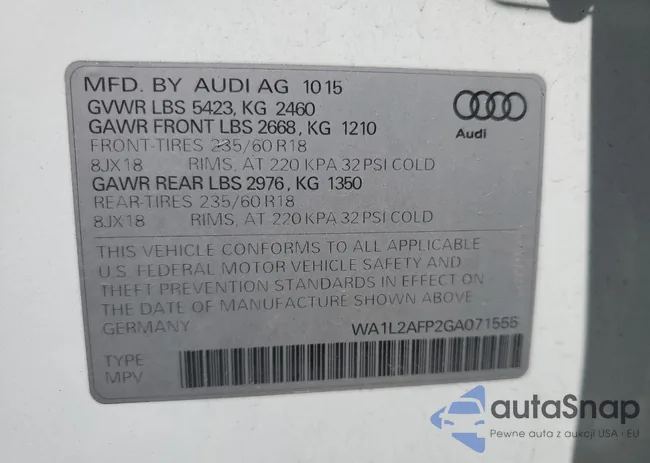 MFD. BY AUDI AG 1015
GVWR LBS 5423, KG 2460
GAWR FRONT LBS 2668, KG 1210
FRONT-TIRES 235/60 R18
8JX18 RIMS, AT 220 KPA 32 PSI COLD
GAWR REAR LBS 2976, KG 1350
REAR-TIRES 235/60 R18
8JX18 RIMS, AT 220 KPA 32 PSI COLD
Audi
THIS VEHICLE CONFORMS TO ALL APPLICABLE
U.S. FEDERAL MOTOR VEHICLE SAFETY AND
THEFT PREVENTION STANDARDS IN EFFECT ON
THE DATE OF MANUFACTURE SHOWN ABOVE.
GERMANY WA1L2AFP2GA071555
TYPE
MPV
autoSnap
Pewne auta z aukcji USA i EU